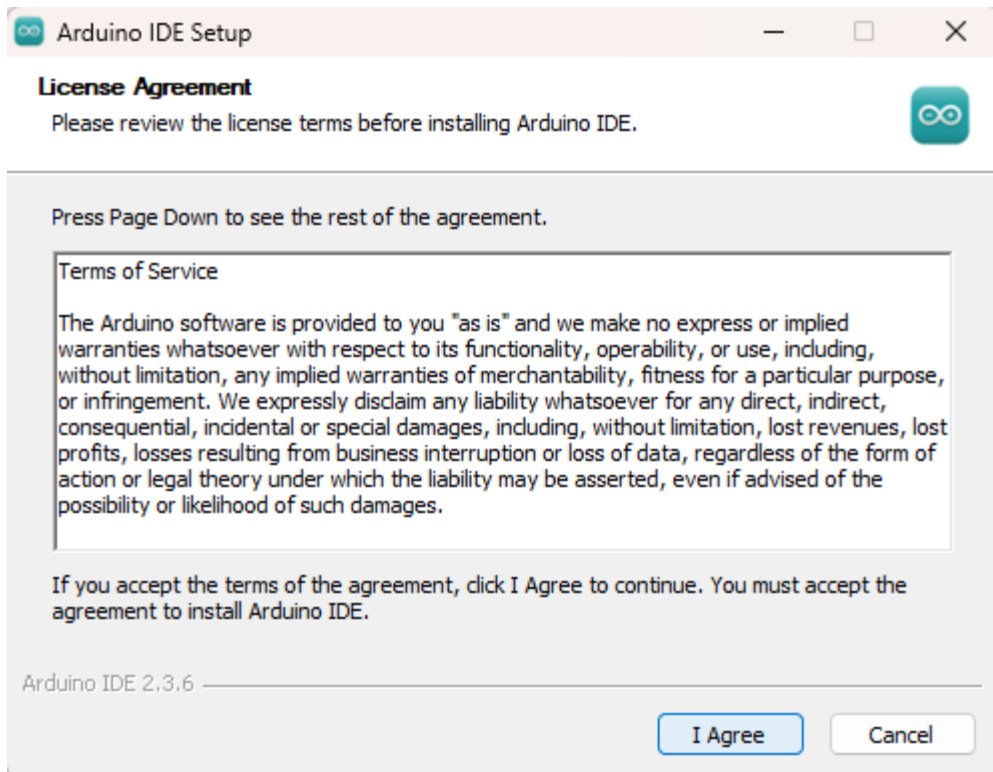 Arduino IDE Setup
License Agreement
Please review the license terms before installing Arduino IDE.
Press Page Down to see the rest of the agreement.
Terms of Service
The Arduino software is provided to you "as is" and we make no express or implied
warranties whatsoever with respect to its functionality, operability, or use, including,
without limitation, any implied warranties of merchantability, fitness for a particular purpose,
or infringement. We expressly disclaim any liability whatsoever for any direct, indirect,
consequential, incidental or special damages, including, without limitation, lost revenues, lost
profits, losses resulting from business interruption or loss of data, regardless of the form of
action or legal theory under which the liability may be asserted, even if advised of the
possibility or likelihood of such damages.
If you accept the terms of the agreement, click I Agree to continue. You must accept the
agreement to install Arduino IDE.
Arduino IDE 2.3.6
I Agree
Cancel